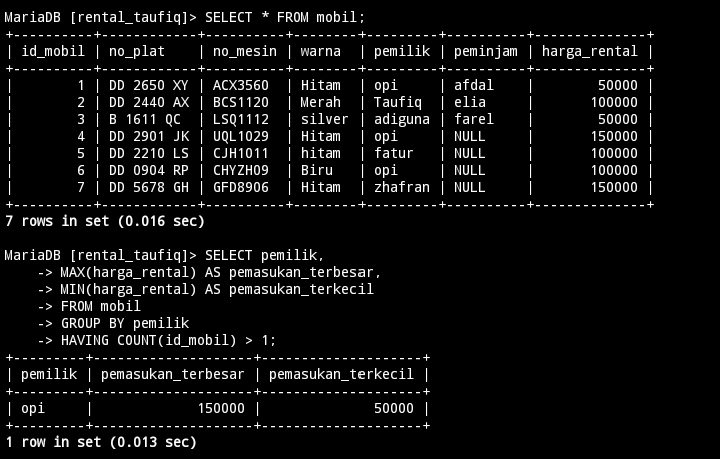 MariaDB [rental_taufiq]> SELECT * FROM mobil;
+----------+------------+----------+--------+---------+----------+--------------+
| id_mobil | no_plat    | no_mesin | warna  | pemilik | peminjam | harga_rental |
+----------+------------+----------+--------+---------+----------+--------------+
|        1 | DD 2650 XY | ACX3560  | Hitam  | opi     | afdal    |        50000 |
|        2 | DD 2440 AX | BCS1120  | Merah  | Taufiq  | elia     |       100000 |
|        3 | B 1611 QC  | LSQ1112  | silver | adiguna | farel    |        50000 |
|        4 | DD 2901 JK | UQL1029  | Hitam  | opi     | NULL     |       150000 |
|        5 | DD 2210 LS | CJH1011  | hitam  | fatur   | NULL     |       100000 |
|        6 | DD 0904 RP | CHYZH09  | Biru   | opi     | NULL     |       100000 |
|        7 | DD 5678 GH | GFD8906  | Hitam  | zhafran | NULL     |       150000 |
+----------+------------+----------+--------+---------+----------+--------------+
7 rows in set (0.016 sec)
MariaDB [rental_taufiq]> SELECT pemilik,
    -> MAX(harga_rental) AS pemasukan_terbesar,
    -> MIN(harga_rental) AS pemasukan_terkecil
    -> FROM mobil
    -> GROUP BY pemilik
    -> HAVING COUNT(id_mobil) > 1;
+---------+--------------------+--------------------+
| pemilik | pemasukan_terbesar | pemasukan_terkecil |
+---------+--------------------+--------------------+
| opi     |             150000 |              50000 |
+---------+--------------------+--------------------+
1 row in set (0.013 sec)